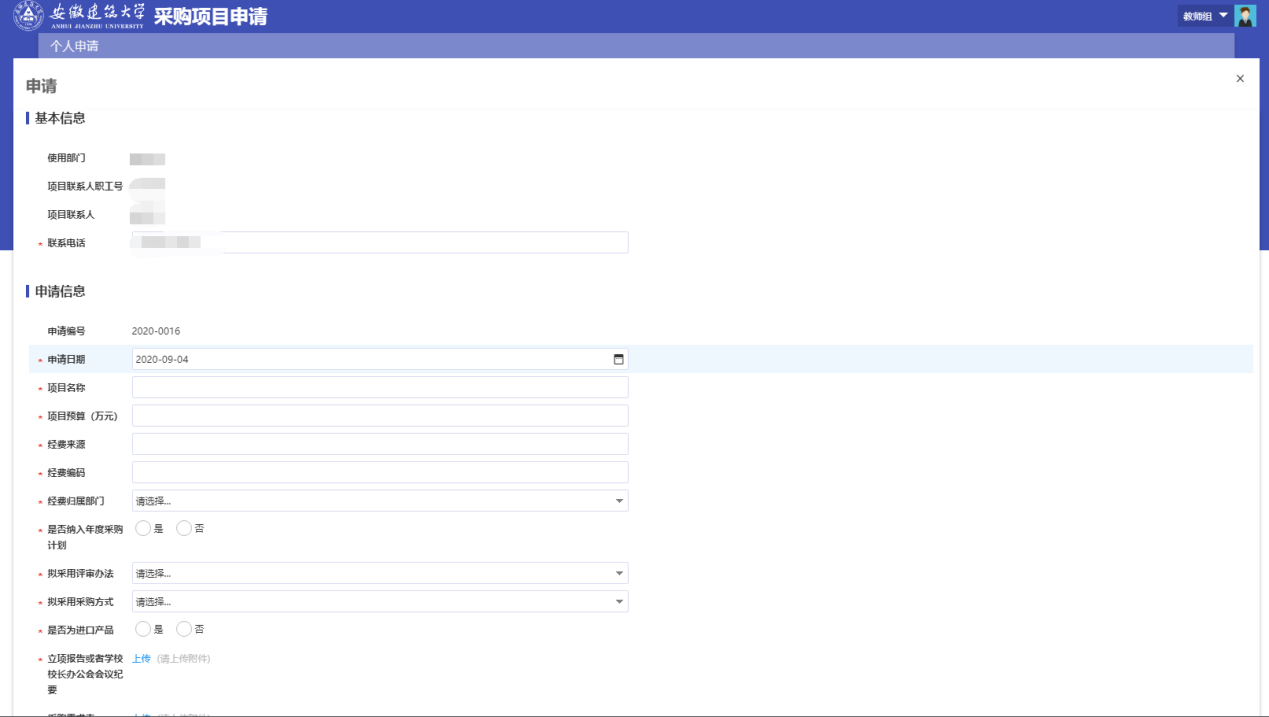 安徽建筑大学 采购项目申请 教师组
ANHUI JIANZHU UNIVERSITY
个人申请
申请
基本信息
使用部门
项目联系人职工号
项目联系人
* 联系电话
申请信息
申请编号 2020-0016
* 申请日期 2020-09-04
* 项目名称
* 项目预算（万元）
* 经费来源
* 经费编码
* 经费归属部门 请选择...
* 是否纳入年度采购 是 否
计划
* 拟采用评审办法 请选择...
* 拟采用采购方式 请选择...
* 是否为进口产品 是 否
* 立项报告或者学校 上传 (请上传附件)
校长办公会会议纪
要